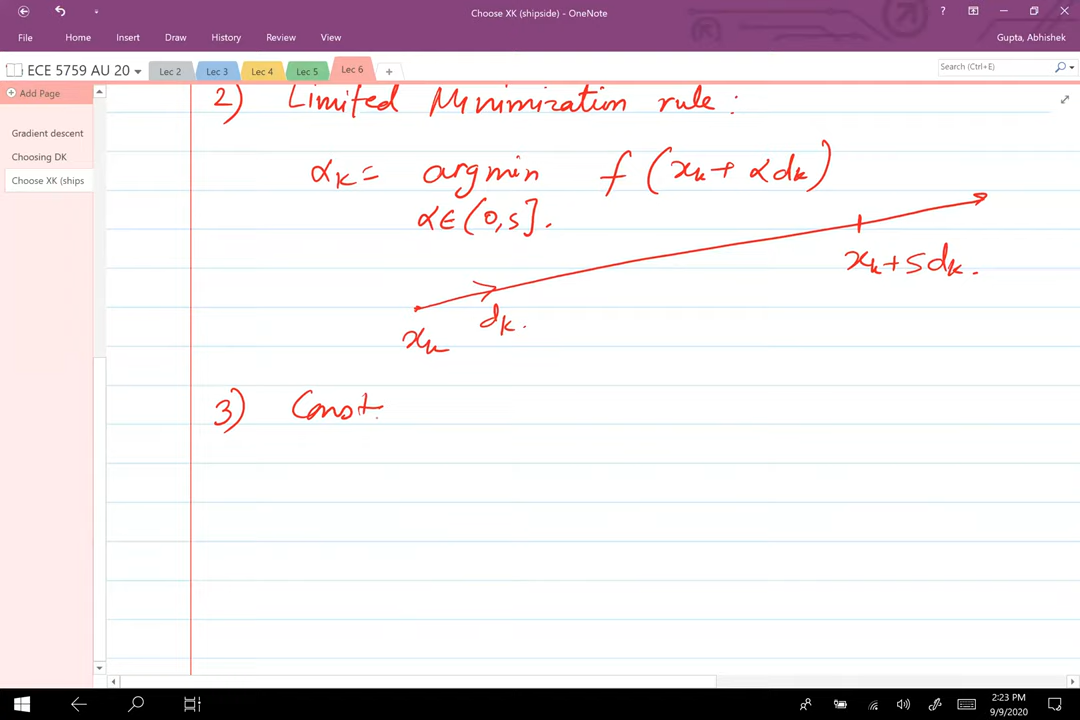 Choose XK (shipside) - OneNote
File Home Insert Draw History Review View
Gupta, Abhishek
ECE 5759 AU 20
Lec 2 Lec 3 Lec 4 Lec 5 Lec 6
Search (Ctrl+E)
Add Page
Gradient descent
Choosing DK
Choose XK (ships
2) Limited Minimization rule:
αk = argmin f (xk + αdk)
α∈(0,s].
xk + sdk.
dk.
xk
3) Const.
2:23 PM
9/9/2020